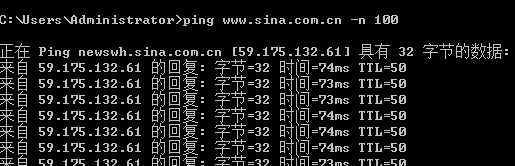 C:\Users\Administrator>ping www.sina.com.cn -n 100
正在 Ping newswh.sina.com.cn [59.175.132.61] 具有 32 字节的数据:
来自 59.175.132.61 的回复: 字节=32 时间=74ms TTL=50
来自 59.175.132.61 的回复: 字节=32 时间=73ms TTL=50
来自 59.175.132.61 的回复: 字节=32 时间=73ms TTL=50
来自 59.175.132.61 的回复: 字节=32 时间=74ms TTL=50
来自 59.175.132.61 的回复: 字节=32 时间=74ms TTL=50
来自 59.175.132.61 的回复: 字节=32 时间=73ms TTL=50
来自 59.175.132.61 的回复: 字节=32 时间=73ms TTL=50